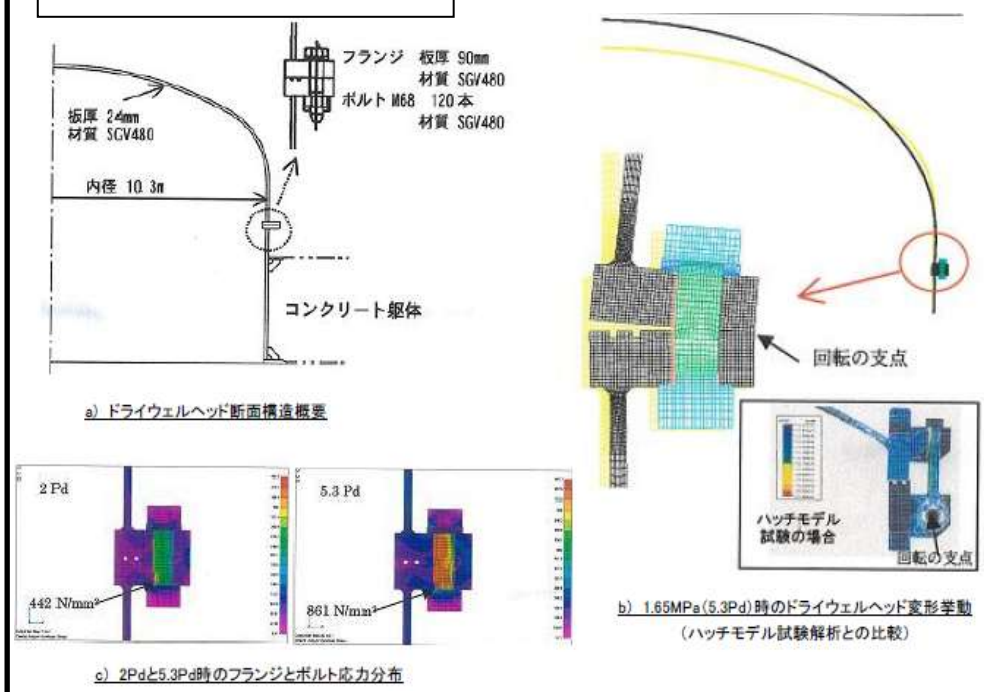 フランジ 板厚 90mm
材質 SGV480
ボルト M68 120本
材質 SGV480
板厚 24mm
材質 SGV480
内径 10.3m
コンクリート躯体
a) ドライウェルヘッド断面構造概要
回転の支点
ハッチモデル
試験の場合
回転の支点
b) 1.65MPa(5.3Pd)時のドライウェルヘッド変形挙動
(ハッチモデル試験解析との比較)
2 Pd
442 N/mm²
5.3 Pd
861 N/mm²
c) 2Pdと5.3Pd時のフランジとボルト応力分布